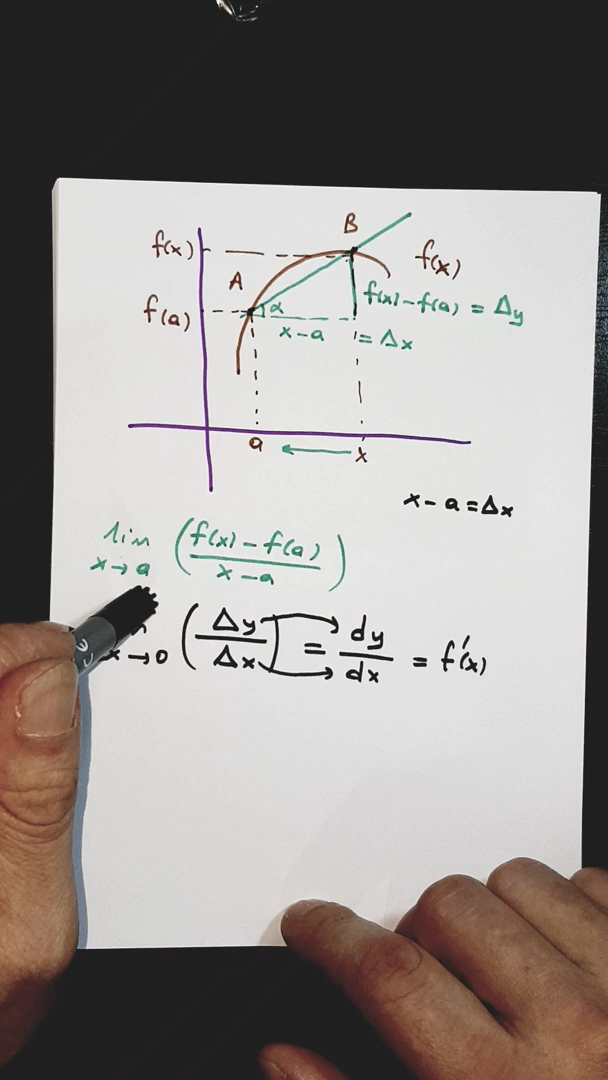 B
f(x)
f(x)
A
f(x)-f(a) = Δy
f(a)
α
x-a = Δx
a
x
x-a=Δx
lim x→a (f(x)-f(a) / x-a)
x→0 (Δy / Δx) = dy / dx = f'(x)